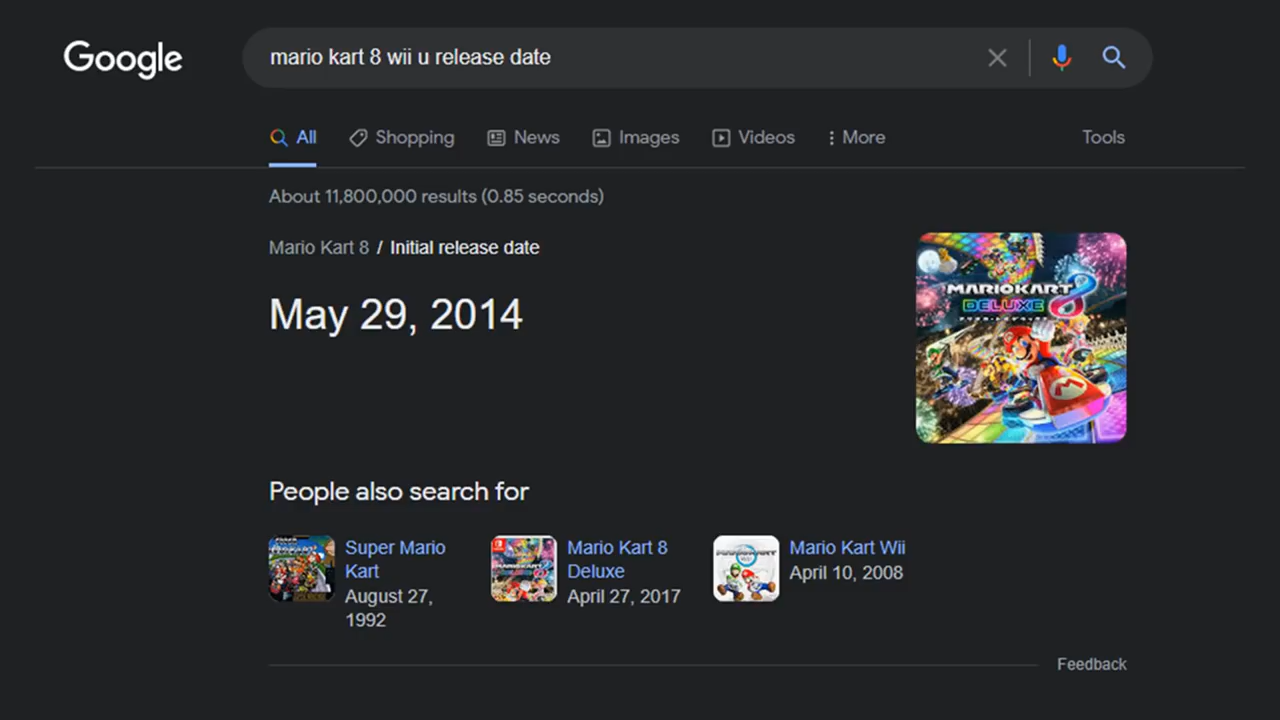 Google
mario kart 8 wii u release date
All
Shopping
News
Images
Videos
More
Tools
About 11,800,000 results (0.85 seconds)
Mario Kart 8 / Initial release date
May 29, 2014
MARIOKART 8
DELUXE
People also search for
Super Mario
Kart
August 27,
1992
Mario Kart 8
Deluxe
April 27, 2017
Mario Kart Wii
April 10, 2008
Feedback